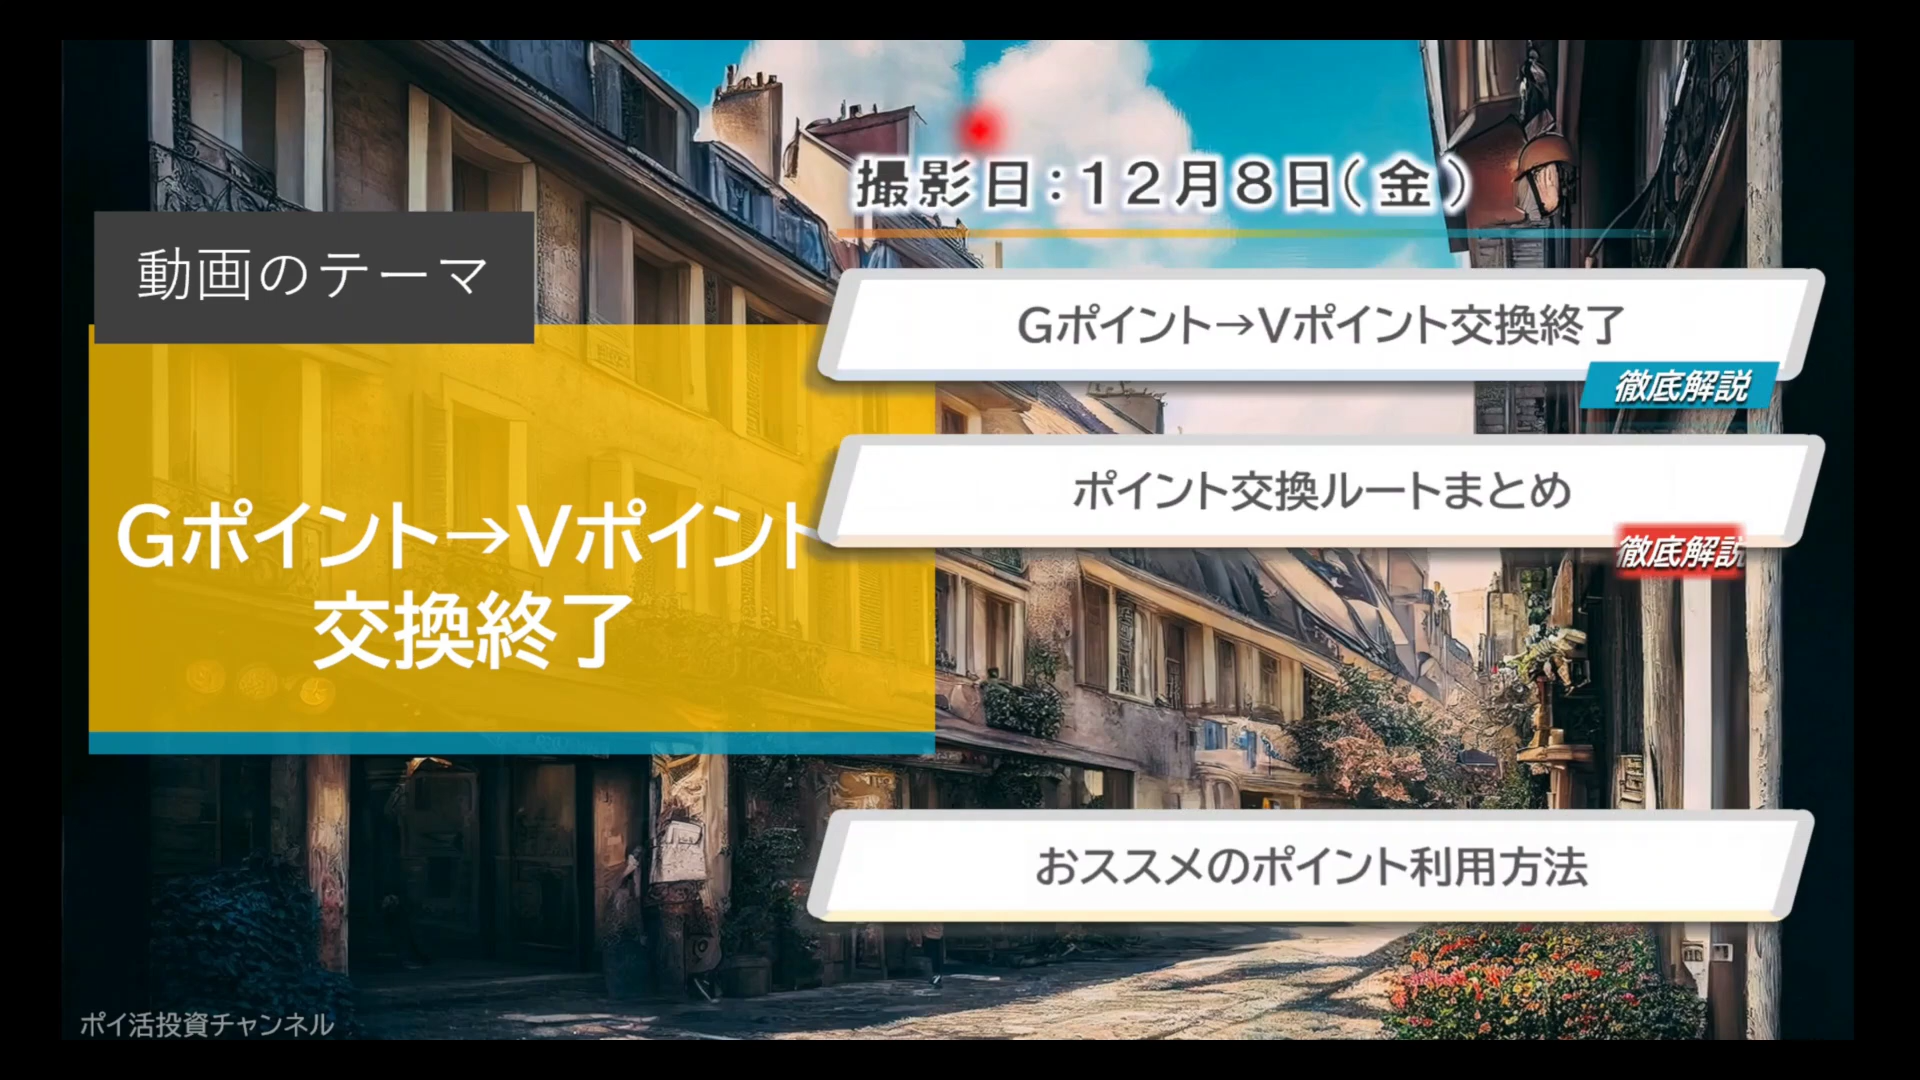 撮影日：１２月８日（金）
動画のテーマ
Gポイント→Vポイント
交換終了
Gポイント→Vポイント交換終了
徹底解説
ポイント交換ルートまとめ
徹底解説
おススメのポイント利用方法
ポイ活投資チャンネル